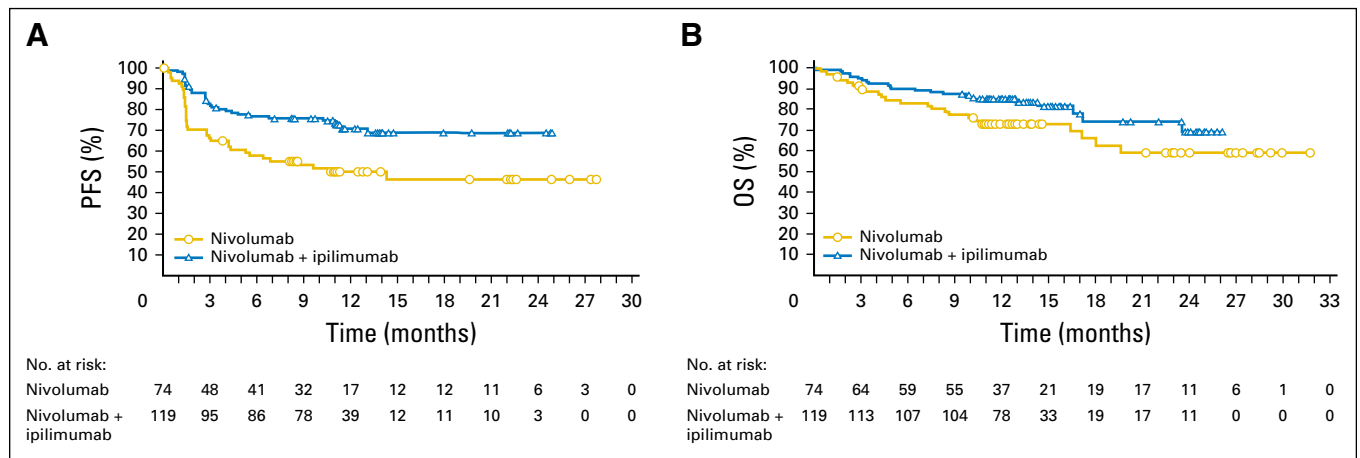 A
100
90
80
70
60
50
40
30
20
10
PFS (%)
Nivolumab
Nivolumab + ipilimumab
0 3 6 9 12 15 18 21 24 27 30
Time (months)
No. at risk:
Nivolumab 74 48 41 32 17 12 12 11 6 3 0
Nivolumab + 119 95 86 78 39 12 11 10 3 0 0
ipilimumab
B
100
90
80
70
60
50
40
30
20
10
OS (%)
Nivolumab
Nivolumab + ipilimumab
0 3 6 9 12 15 18 21 24 27 30 33
Time (months)
No. at risk:
Nivolumab 74 64 59 55 37 21 19 17 11 6 1 0
Nivolumab + 119 113 107 104 78 33 19 17 11 0 0 0
ipilimumab